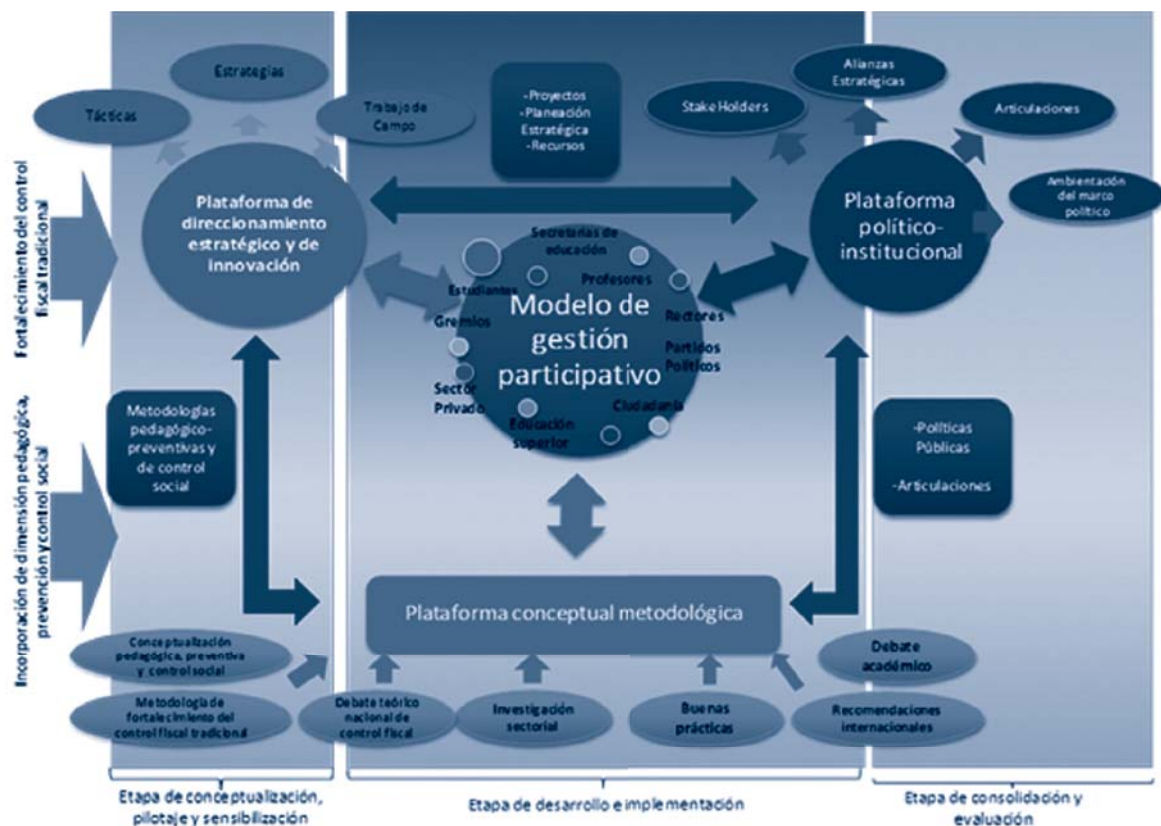 Estrategias
Tácticas
Trabajo de
Campo
-Proyectos
-Planeación
Estratégica
-Recursos
Alianzas
Estratégicas
Stake Holders
Articulaciones
Ambientación
del marco
político
Fortalecimiento del control
fiscal tradicional
Plataforma de
direccionamiento
estratégico y de
innovación
Plataforma
político-
institucional
Secretarías de
educación
Estudiantes
Profesores
Modelo de
gestión
participativo
Gremios
Rectores
Partidos
Políticos
Sector
Privado
Educación
superior
Ciudadanía
Incorporación de dimensión pedagógica,
prevención y control social
Metodologías
pedagógico-
preventivas y
de control
social
-Políticas
Públicas
-Articulaciones
Plataforma conceptual metodológica
Conceptualización
pedagógica, preventiva
y control social
Metodología de
fortalecimiento del
control fiscal tradicional
Debate teórico
nacional de
control fiscal
Investigación
sectorial
Buenas
prácticas
Debate
académico
Recomendaciones
internacionales
Etapa de conceptualización,
pilotaje y sensibilización
Etapa de desarrollo e implementación
Etapa de consolidación y
evaluación